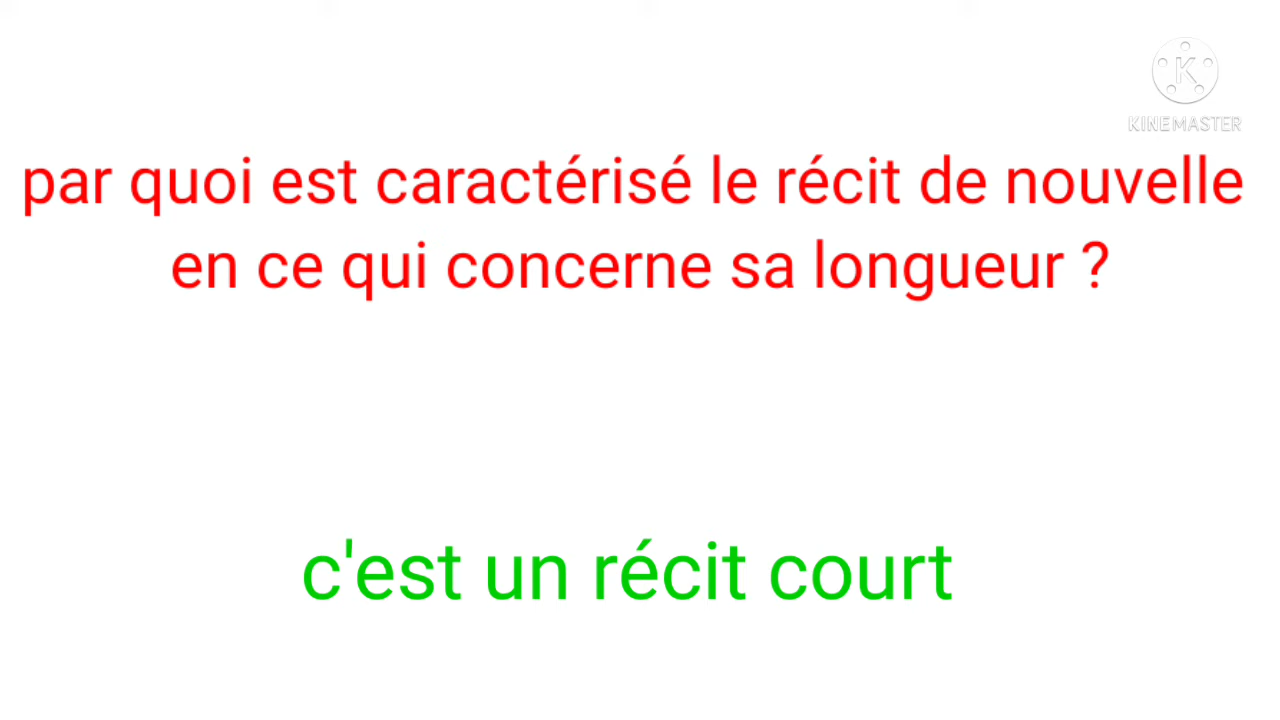 KINEMASTER
par quoi est caractérisé le récit de nouvelle
en ce qui concerne sa longueur ?
c'est un récit court